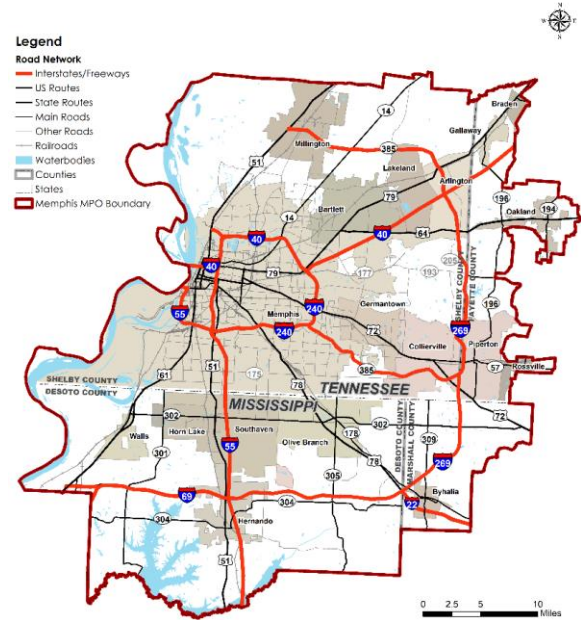 N
W
E
S
Legend
Road Network
Interstates/Freeways
US Routes
State Routes
Main Roads
Other Roads
Railroads
Waterbodies
Counties
States
Memphis MPO Boundary
Braden
14
Gallaway
51
Millington
385
Lakeland
Arlington
79
196
194
Oakland
14
Bartlett
40
40
64
40
79
177
193
205
SHELBY COUNTY
FAYETTE COUNTY
196
55
240
Memphis
240
Germantown
72
269
Collierville
Piperton
57
Rossville
51
385
61
175
78
SHELBY COUNTY
DESOTO COUNTY
TENNESSEE
MISSISSIPPI
72
302
302
Walls
Horn Lake
Southaven
178
309
301
55
Olive Branch
78
DESOTO COUNTY
MARSHALL COUNTY
269
305
69
Byhalia
22
304
304
Hernando
51
0 2.5 5 10
Miles